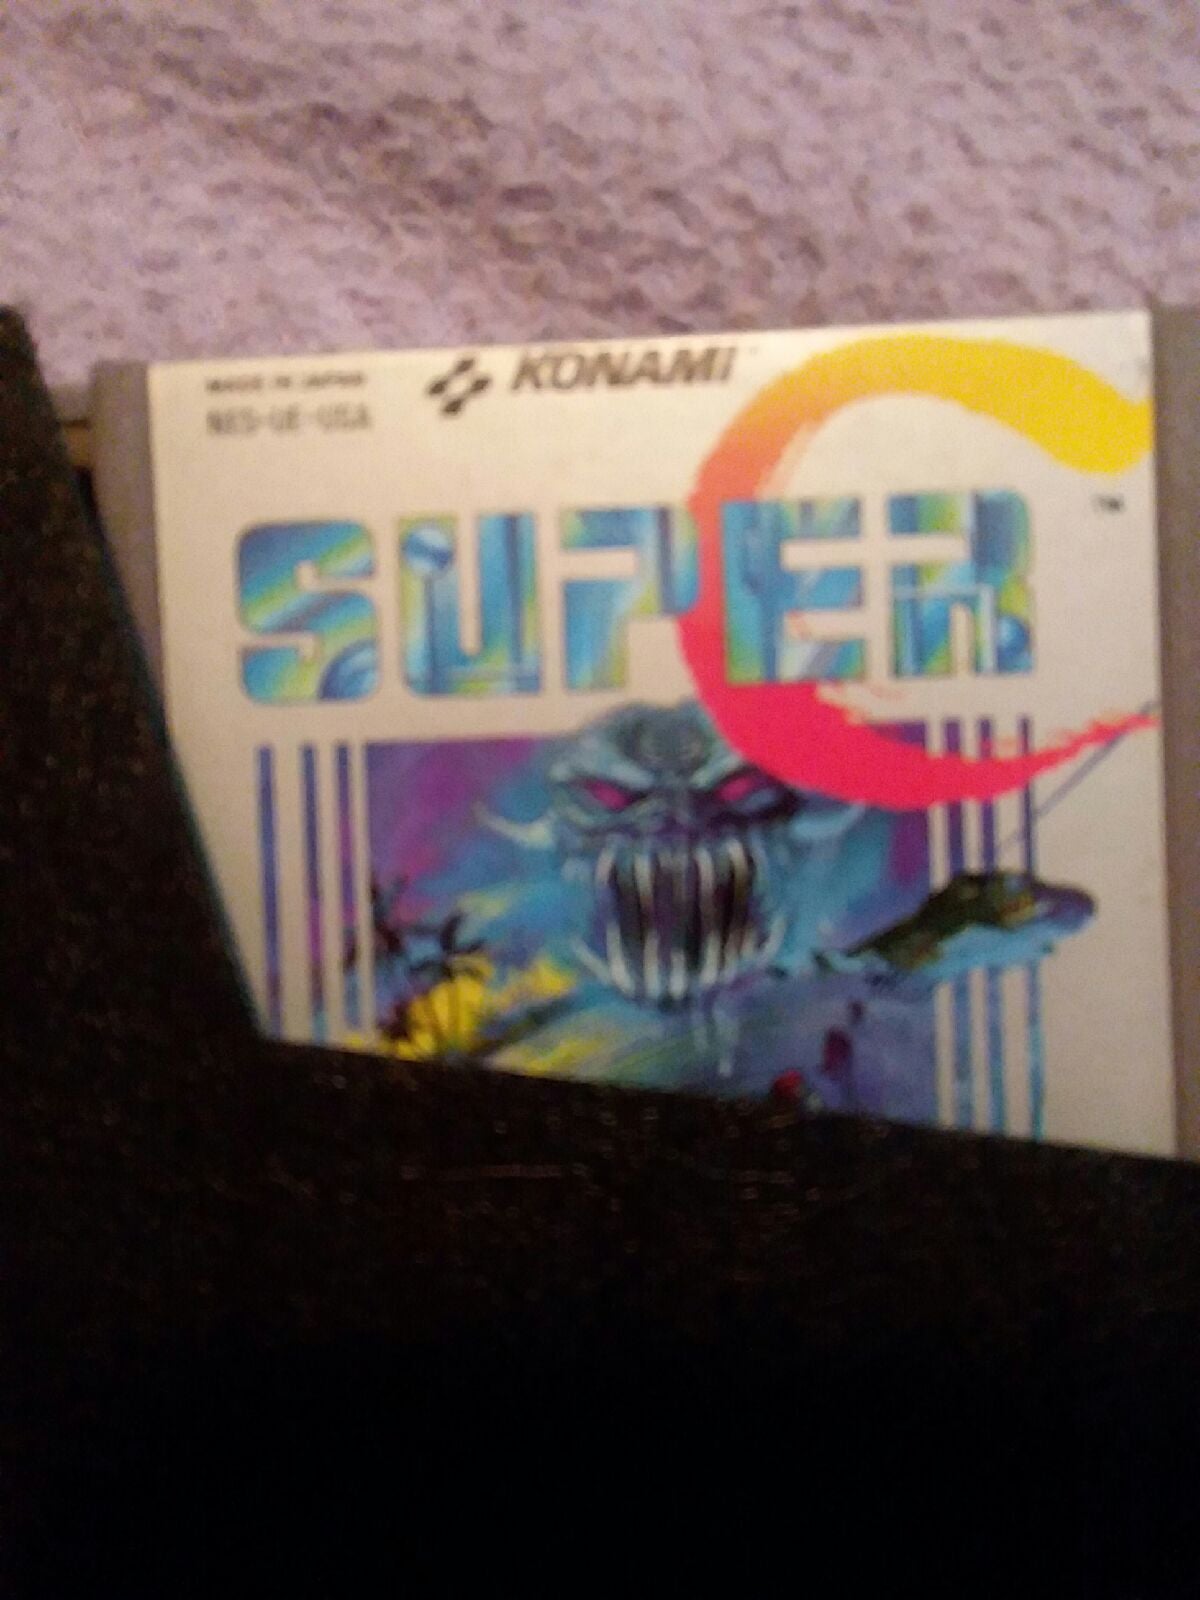 MADE IN JAPAN
KONAMI
NES-UE-USA
SUPER C
TM